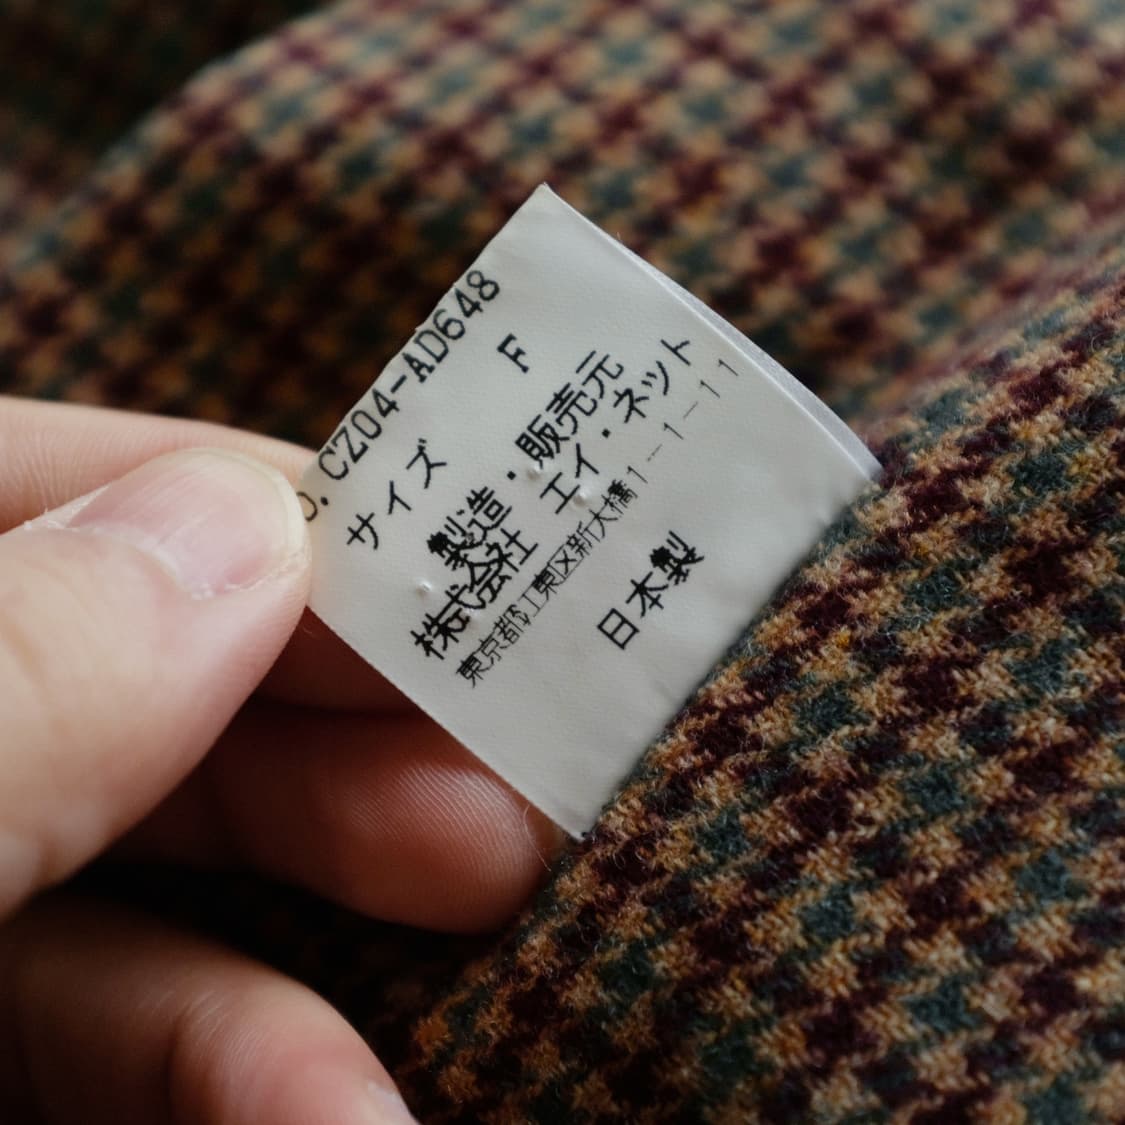 .CZ04-AD648
サイズ F
製造・販売元
株式会社 エイ・ネット
東京都江東区新大橋1-1-11
日本製